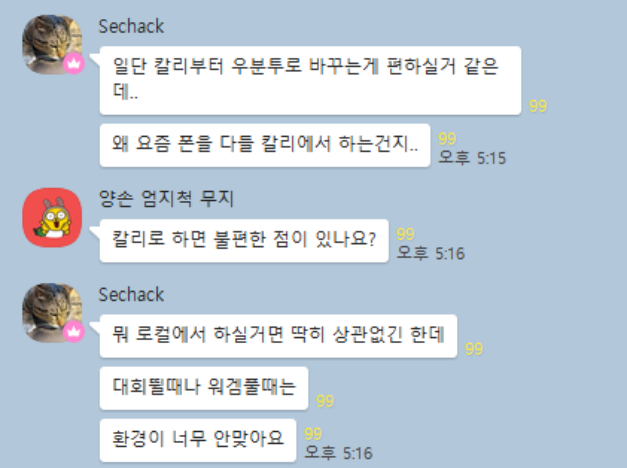 Sechack
일단 칼리부터 우분투로 바꾸는게 편하실거 같은
데..
99
왜 요즘 폰을 다들 칼리에서 하는건지..
99
오후 5:15
양손 엄지척 무지
칼리로 하면 불편한 점이 있나요?
99
오후 5:16
Sechack
뭐 로컬에서 하실거면 딱히 상관없긴 한데
99
대회뛸때나 워겜풀때는
99
환경이 너무 안맞아요
99
오후 5:16